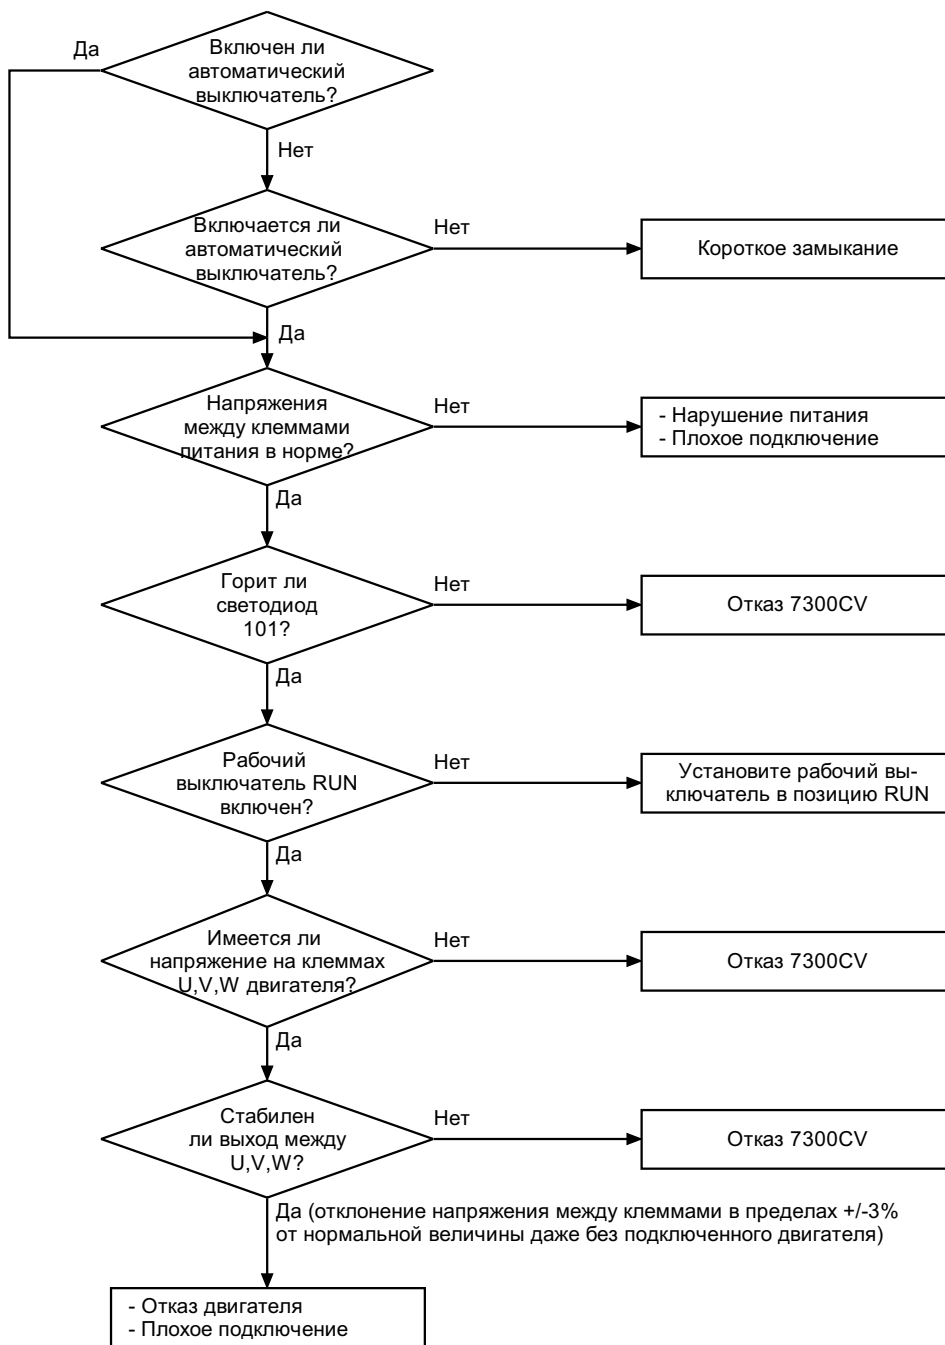 Да
Включен ли
автоматический
выключатель?
Нет
Включается ли
автоматический
выключатель?
Нет
Короткое замыкание
Да
Напряжения
между клеммами
питания в норме?
Нет
- Нарушение питания
- Плохое подключение
Да
Горит ли
светодиод
101?
Нет
Отказ 7300CV
Да
Рабочий
выключатель RUN
включен?
Нет
Установите рабочий вы-
ключатель в позицию RUN
Да
Имеется ли
напряжение на клеммах
U,V,W двигателя?
Нет
Отказ 7300CV
Да
Стабилен
ли выход между
U,V,W?
Нет
Отказ 7300CV
Да (отклонение напряжения между клеммами в пределах +/-3%
от нормальной величины даже без подключенного двигателя)
- Отказ двигателя
- Плохое подключение